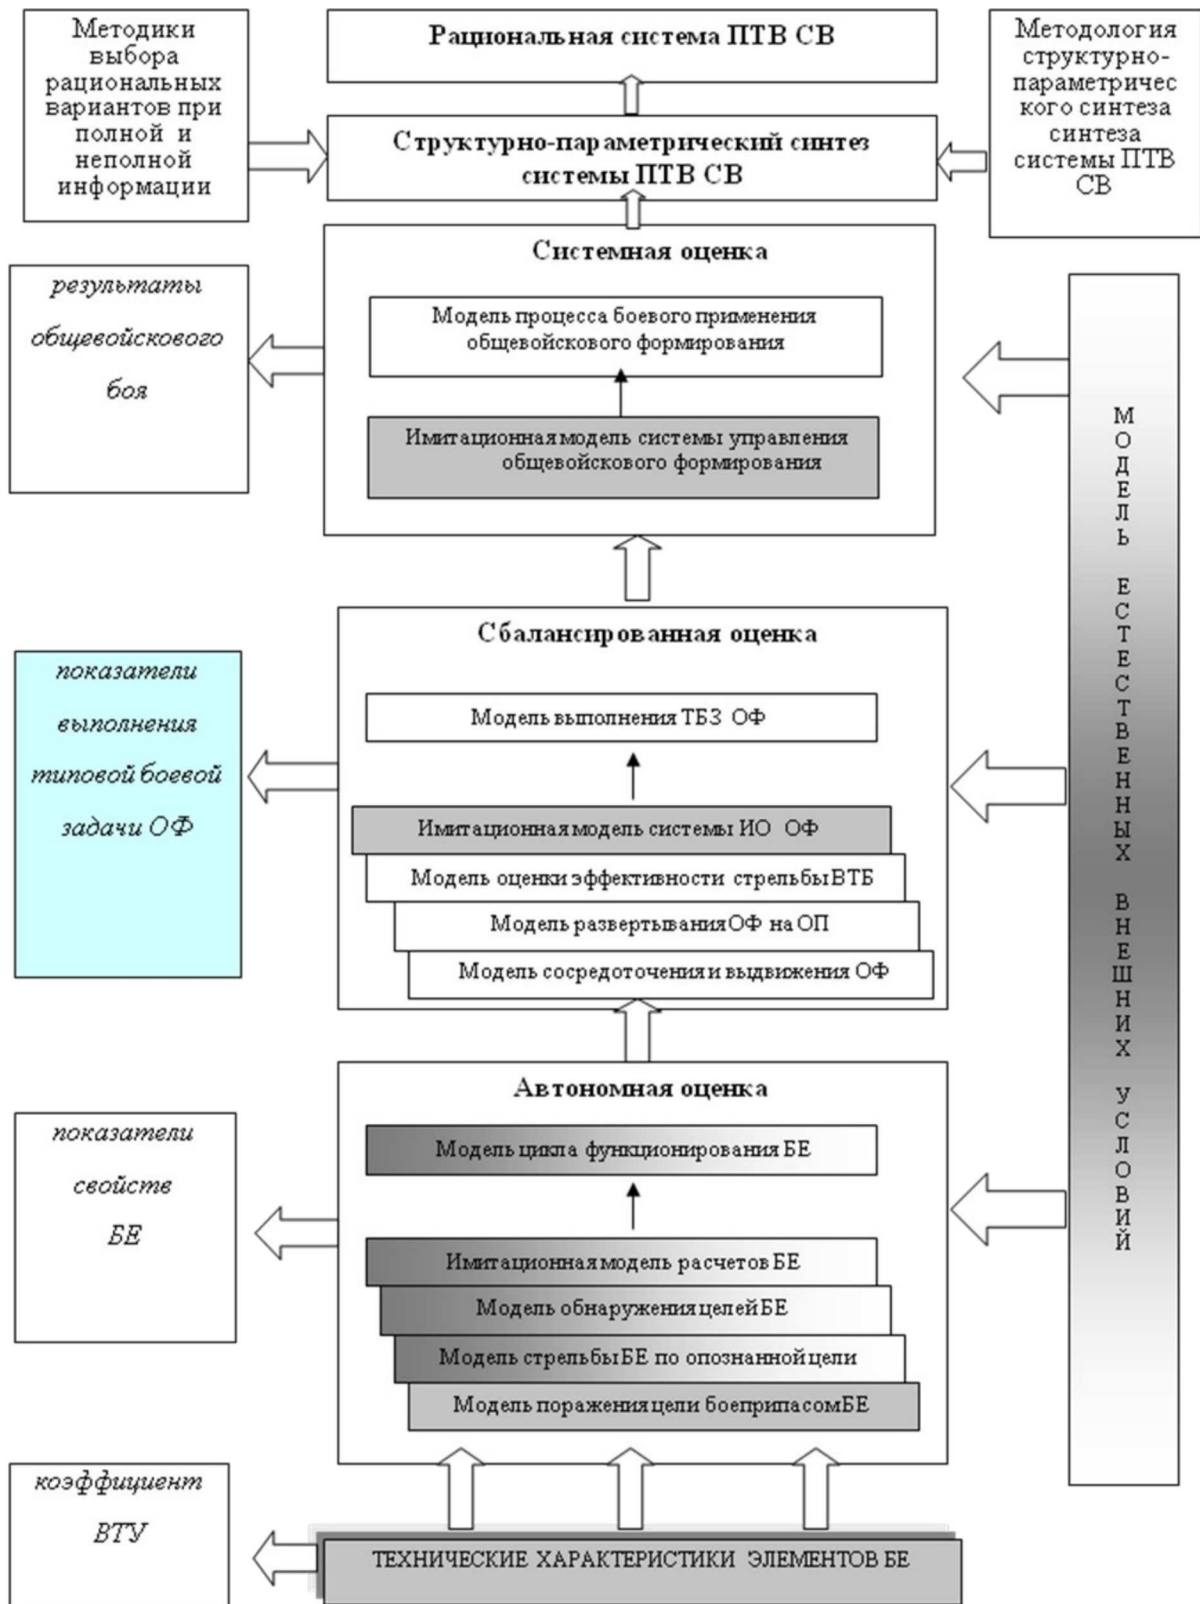 Методики
выбора
рациональных
вариантов при
полной и
неполной
информации
Рациональная система ПТВ СВ
Методология
структурно-
параметричес
кого синтеза
синтеза
системы ПТВ
СВ
Структурно-параметрический синтез
системы ПТВ СВ
Системная оценка
Модель процесса боевого применения
общевойскового формирования
Имитационная модель системы управления
общевойскового формирования
результаты
общевойскового
боя
МОДЕЛЬ ЕСТЕСТВЕННЫХ ВНЕШНИХ УСЛОВИЙ
Сбалансированная оценка
Модель выполнения ТБЗ ОФ
Имитационная модель системы ИО ОФ
Модель оценки эффективности стрельбы ВТБ
Модель развертывания ОФ на ОП
Модель сосредоточения и выдвижения ОФ
показатели
выполнения
типовой боевой
задачи ОФ
Автономная оценка
Модель цикла функционирования БЕ
Имитационная модель расчетов БЕ
Модель обнаружения целей БЕ
Модель стрельбы БЕ по опознанной цели
Модель поражения цели боеприпасом БЕ
показатели
свойств
БЕ
коэффициент
ВТУ
ТЕХНИЧЕСКИЕ ХАРАКТЕРИСТИКИ ЭЛЕМЕНТОВ БЕ